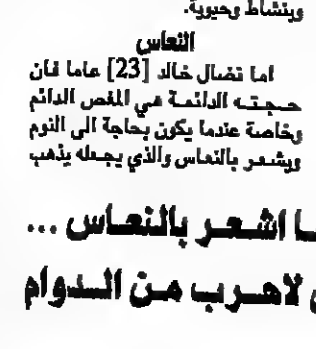 وبنشاط وحيوية.
النعاس
اما نضال خالد [23] عاما فان
حجته الدائمة هي المغص الدائم
وخاصة عندما يكون بحاجة الى النوم
ويشعر بالنعاس والذي يجعله يذهب
اشعر بالنعاس ...
لاهرب من الدوام